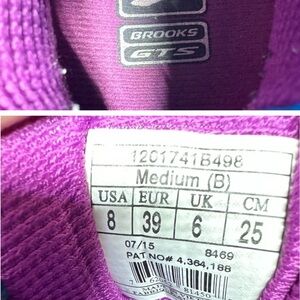 BROOKS
GTS
1201741B498
Medium (B)
USA EUR UK CM
8 39 6 25
07/15 8469
PAT NO# 4,364,188